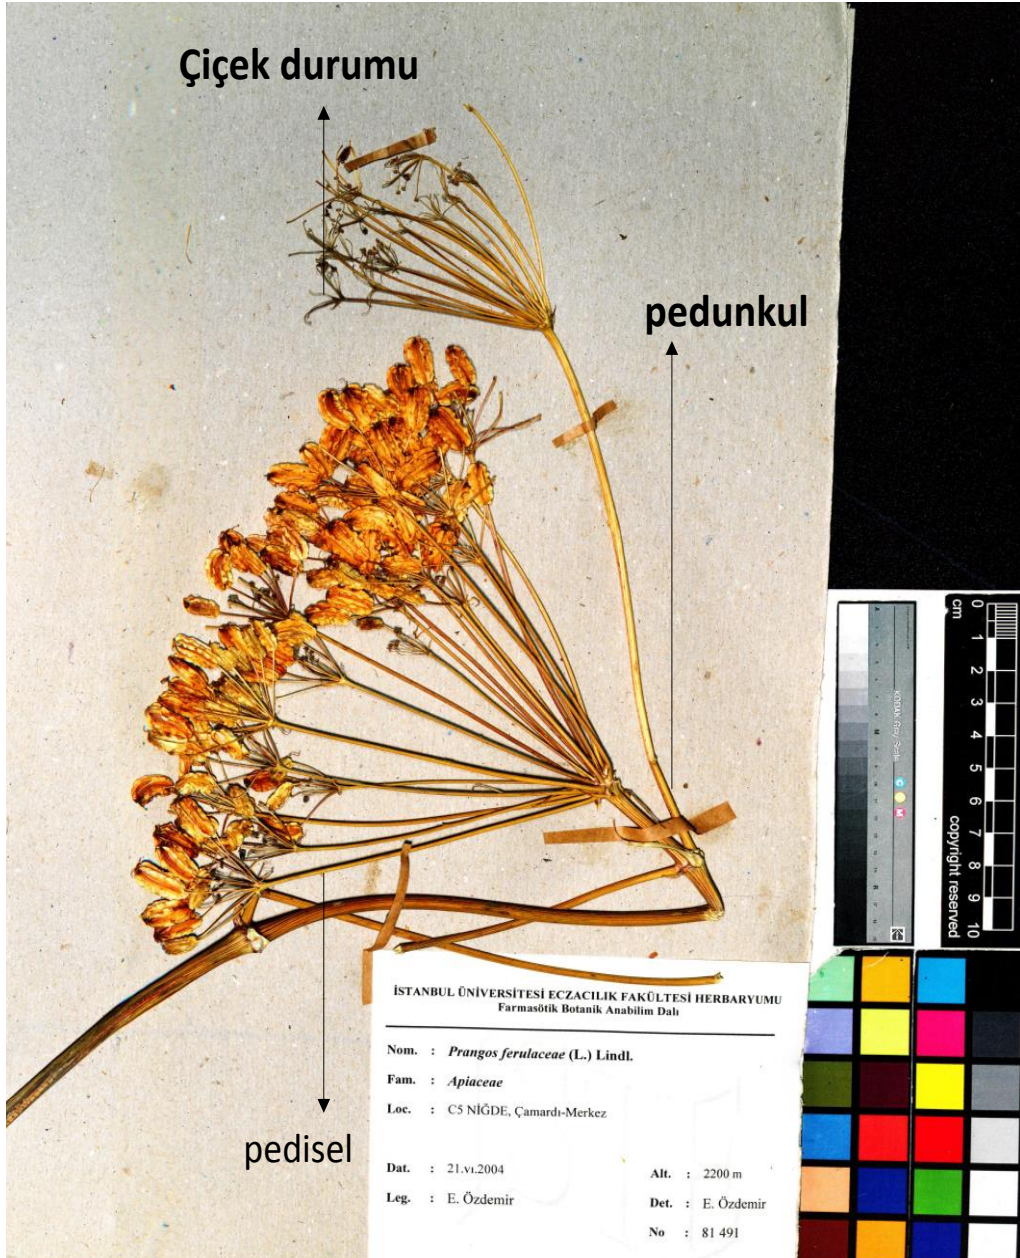 Çiçek durumu
pedunkul
cm
0
1
2
3
4
5
6
7
8
9
10
copyright reserved
KODAK Gray Scale
C
M
A
M
İSTANBUL ÜNİVERSİTESİ ECZACILIK FAKÜLTESİ HERBARYUMU
Farmasötik Botanik Anabilim Dalı
Nom. : Prangos ferulaceae (L.) Lindl.
Fam. : Apiaceae
Loc. : C5 NİĞDE, Çamardı-Merkez
pedisel
Dat. : 21.vı.2004
Alt. : 2200 m
Leg. : E. Özdemir
Det. : E. Özdemir
No : 81 491